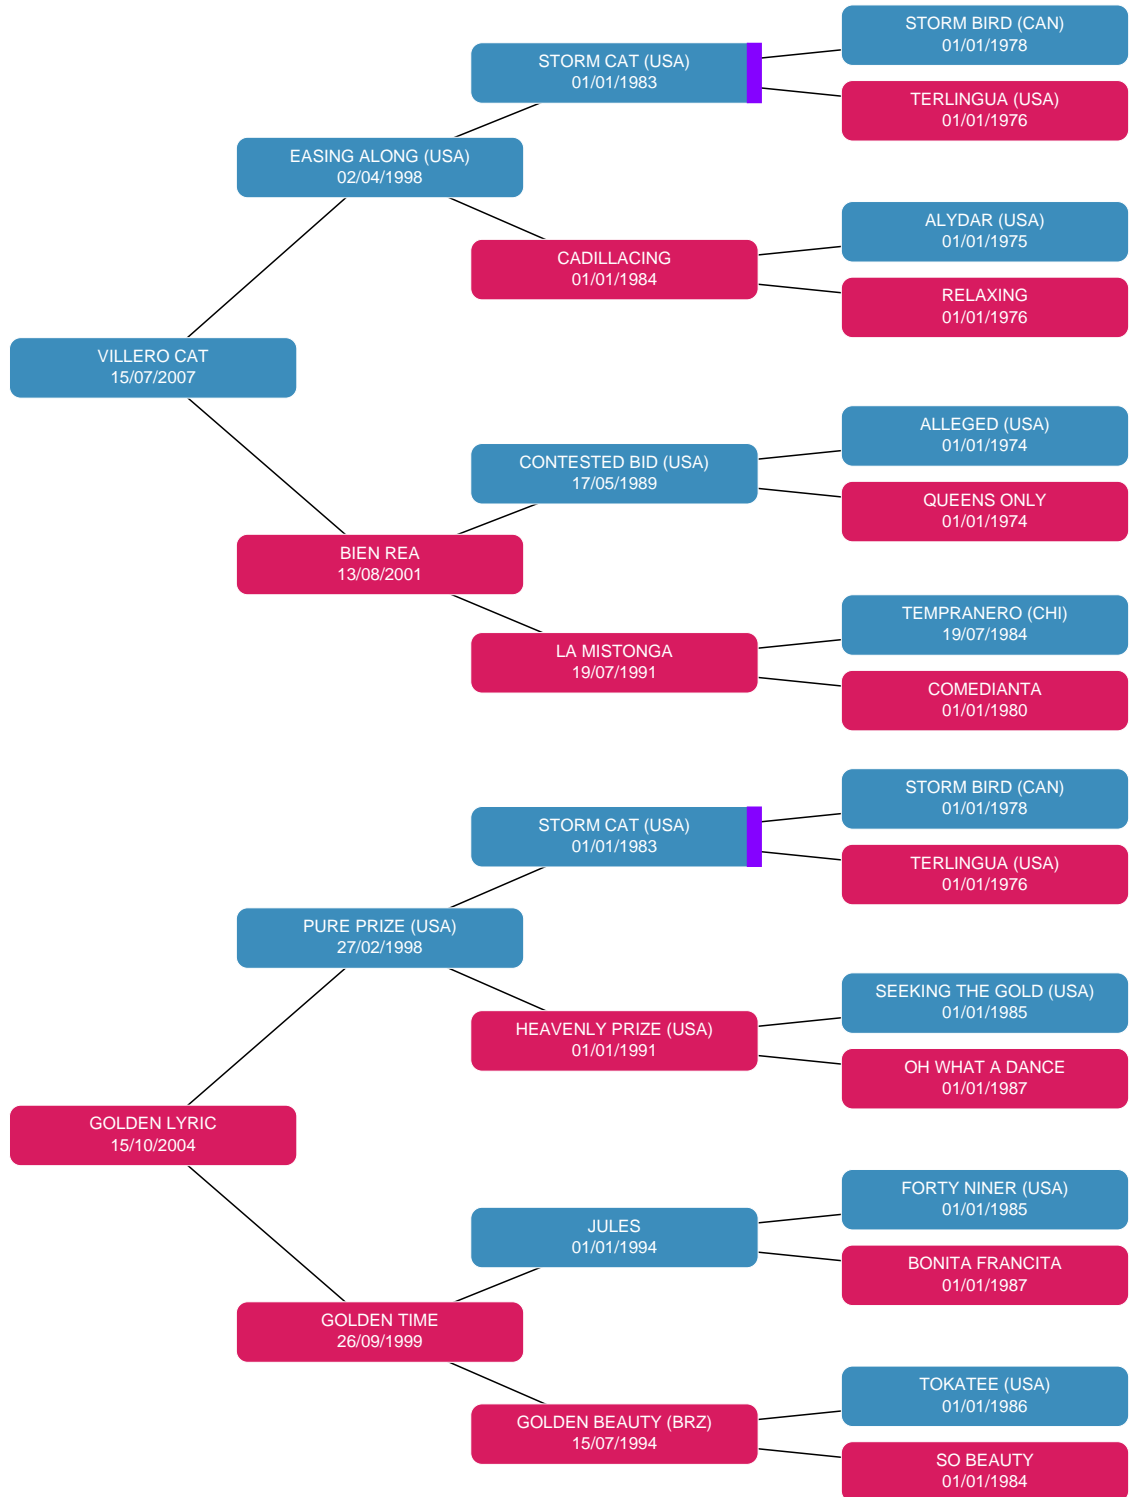 STORM BIRD (CAN)
01/01/1978
STORM CAT (USA)
01/01/1983
TERLINGUA (USA)
01/01/1976
EASING ALONG (USA)
02/04/1998
ALYDAR (USA)
01/01/1975
CADILLACING
01/01/1984
RELAXING
01/01/1976
VILLERO CAT
15/07/2007
ALLEGED (USA)
01/01/1974
CONTESTED BID (USA)
17/05/1989
QUEENS ONLY
01/01/1974
BIEN REA
13/08/2001
TEMPRANERO (CHI)
19/07/1984
LA MISTONGA
19/07/1991
COMEDIANTA
01/01/1980
STORM BIRD (CAN)
01/01/1978
STORM CAT (USA)
01/01/1983
TERLINGUA (USA)
01/01/1976
PURE PRIZE (USA)
27/02/1998
SEEKING THE GOLD (USA)
01/01/1985
HEAVENLY PRIZE (USA)
01/01/1991
OH WHAT A DANCE
01/01/1987
GOLDEN LYRIC
15/10/2004
FORTY NINER (USA)
01/01/1985
JULES
01/01/1994
BONITA FRANCITA
01/01/1987
GOLDEN TIME
26/09/1999
TOKATEE (USA)
01/01/1986
GOLDEN BEAUTY (BRZ)
15/07/1994
SO BEAUTY
01/01/1984